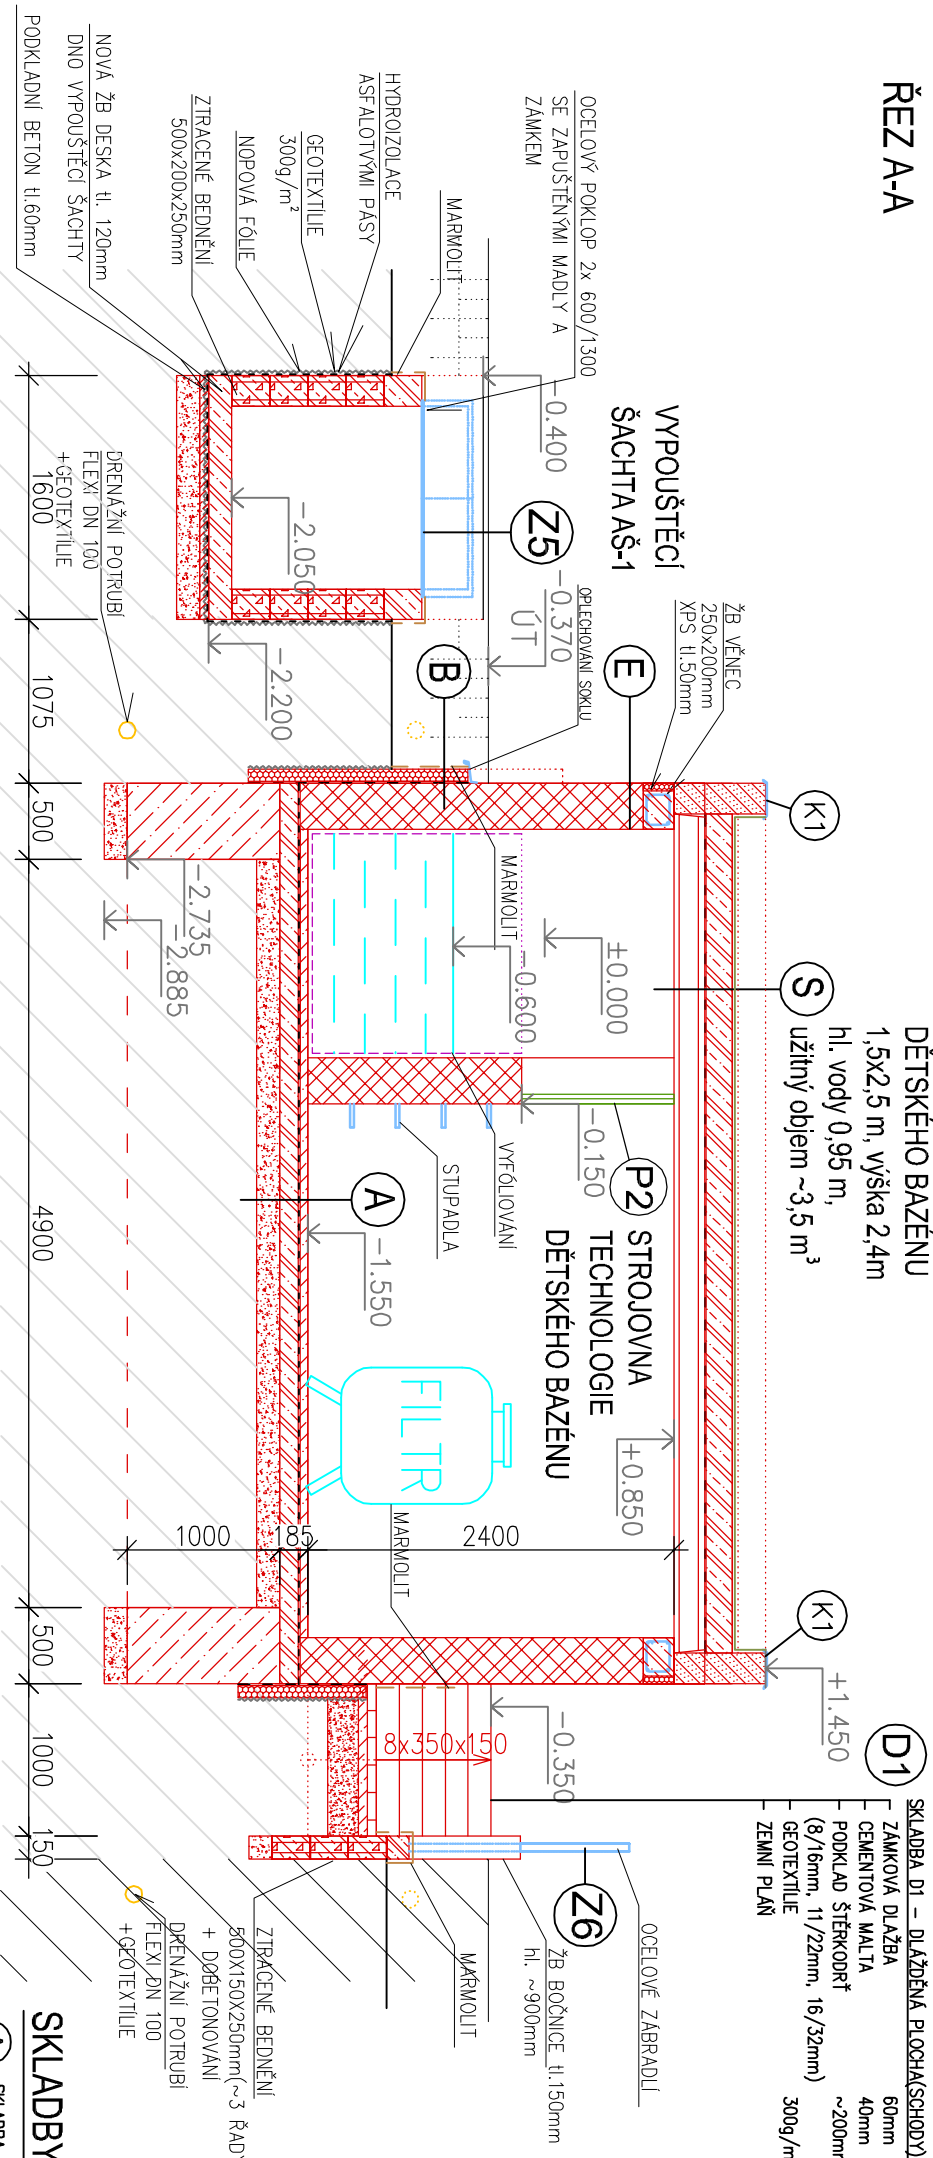 ŘEZ A-A
DĚTSKÉHO BAZÉNU
1,5x2,5 m, výška 2,4m
hl. vody 0,95 m,
užitný objem ~3,5 m³
D1
SKLADBA D1 - DLÁŽDĚNÁ PLOCHA(SCHODY)
ZÁMKOVÁ DLAŽBA 60mm
CEMENTOVÁ MALTA 40mm
PODKLAD ŠTĚRKODRŤ ~200mm
(8/16mm, 11/22mm, 16/32mm)
GEOTEXTÍLIE 300g/m
ZEMNÍ PLÁŇ
K1
K1
+1.450
S
OCELOVÝ POKLOP 2x 600/1300
SE ZAPUŠTĚNÝMI MADLY A
ZÁMKEM
VYPOUŠTĚCÍ
ŠACHTA AŠ-1
ŽB VĚNEC
250x200mm
XPS tl.50mm
E
-0.400
Z5
-0.370
ÚT
OPLECHOVÁNÍ SOKLU
B
±0.000
-0.600
MARMOLIT
P2
-0.150
STROJOVNA
TECHNOLOGIE
DĚTSKÉHO BAZÉNU
+0.850
VYFÓLIOVÁNÍ
STUPADLA
A
-1.550
FILTR
MARMOLIT
2400
185
1000
-0.350
8x350x150
OCELOVÉ ZÁBRADLÍ
Z6
ŽB BOČNICE tl.150mm
hl. ~900mm
MARMOLIT
ZTRACENÉ BEDNĚNÍ
500X150X250mm(~3 ŘADY
+ DOBETONOVÁNÍ
DRENÁŽNÍ POTRUBÍ
FLEXI DN 100
+GEOTEXTÍLIE
MARMOLIT
HYDROIZOLACE
ASFALOTVÝMI PÁSY
GEOTEXTÍLIE
300g/m²
NOPOVÁ FÓLIE
ZTRACENÉ BEDNĚNÍ
500x200x250mm
NOVÁ ŽB DESKA tl. 120mm
DNO VYPOUŠTĚCÍ ŠACHTY
PODKLADNÍ BETON tl.60mm
-2.050
-2.200
DRENÁŽNÍ POTRUBÍ
FLEXI DN 100
+GEOTEXTÍLIE
-2.735
-2.885
1600
1075
500
4900
500
1000
150
SKLADBY
A